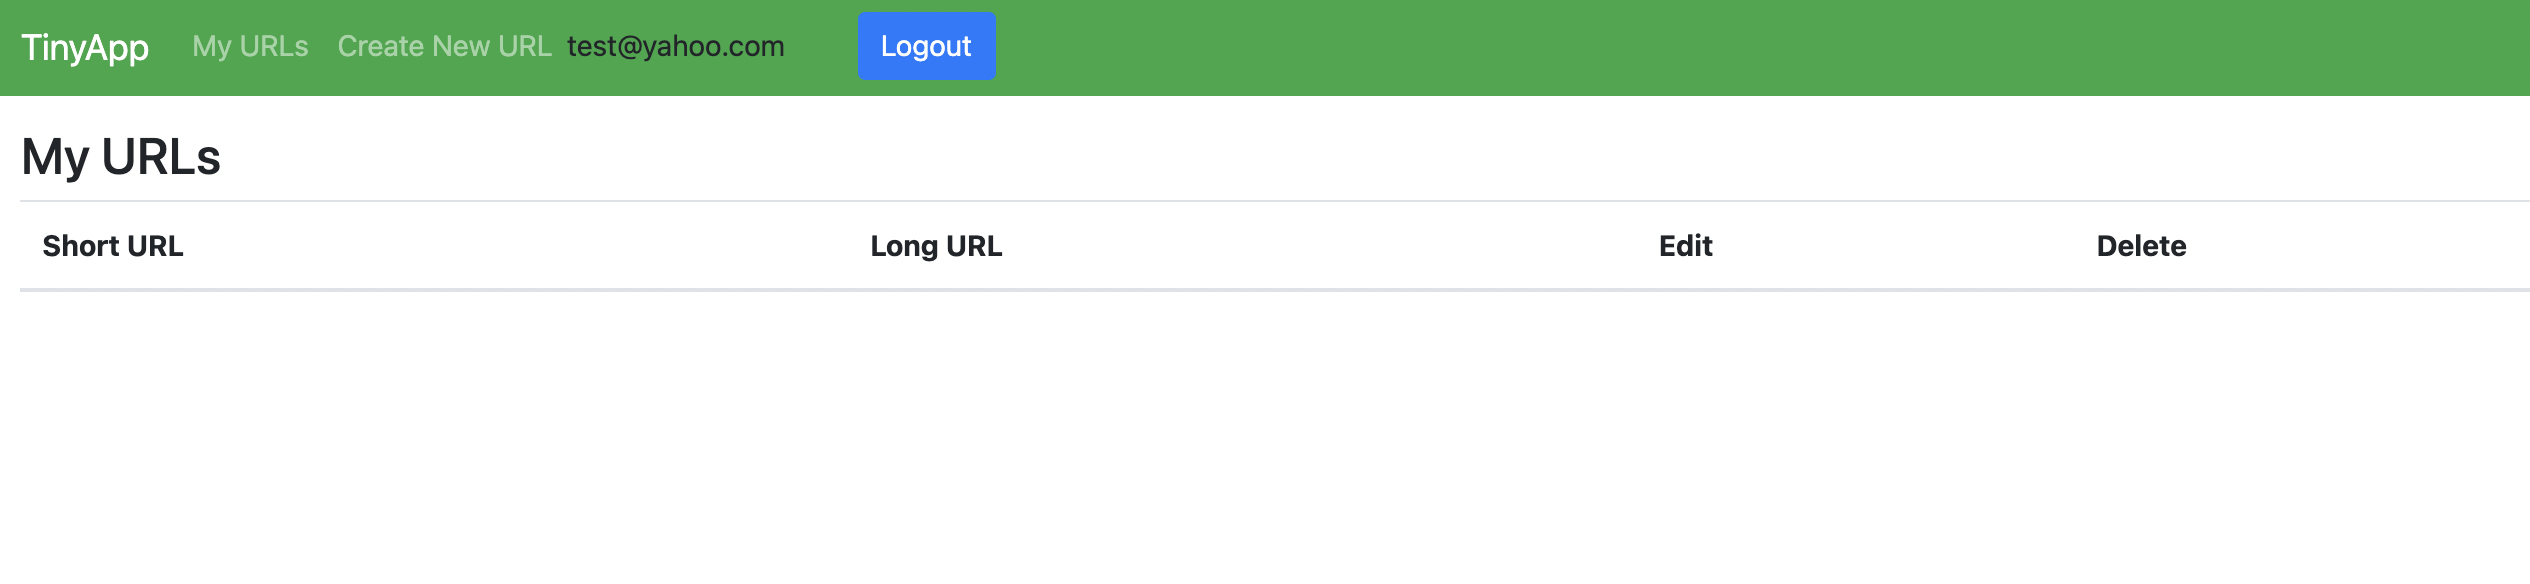 TinyApp My URLs Create New URL test@yahoo.com Logout
My URLs
Short URL Long URL Edit Delete